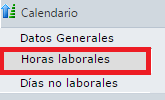 Calendario
Datos Generales
Horas laborales
Días no laborales